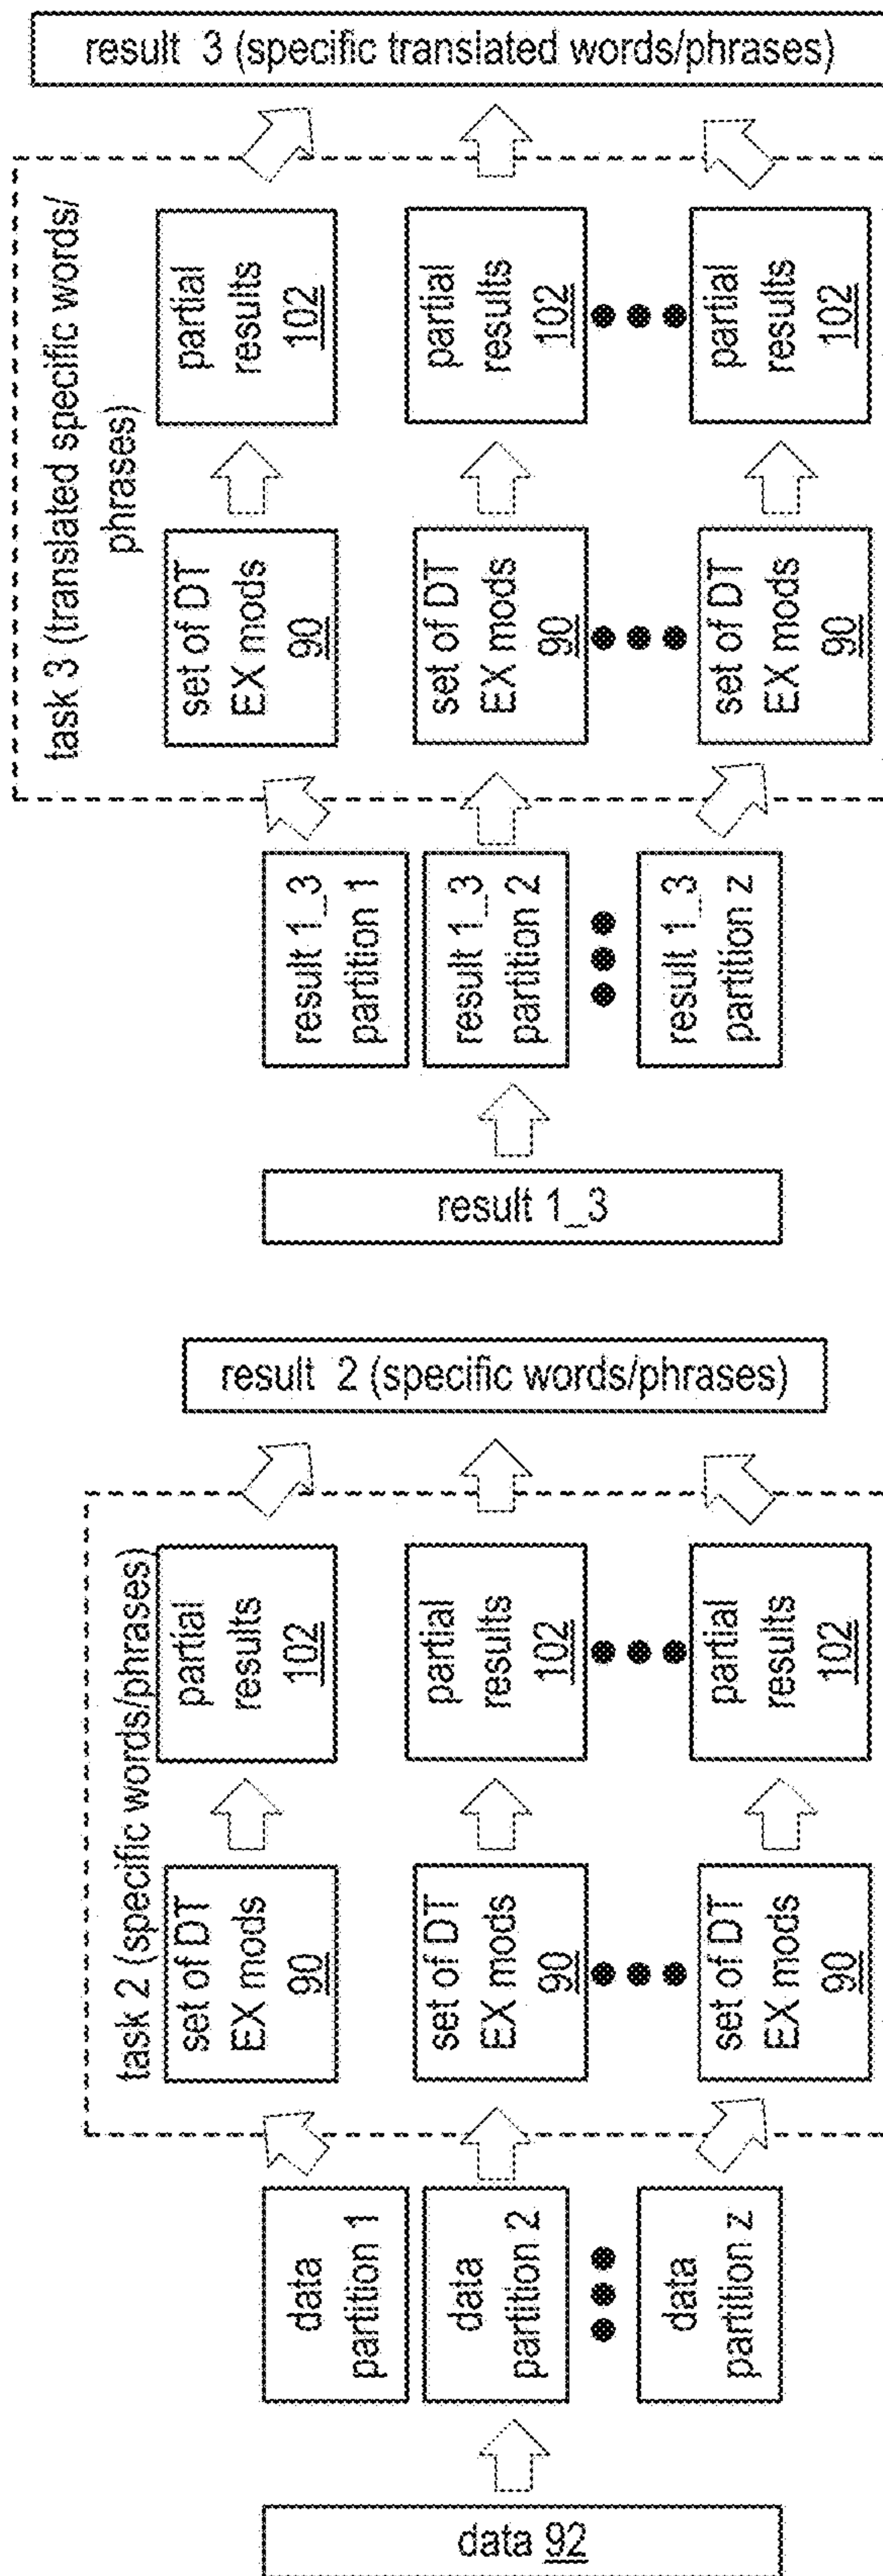 data 92
data
partition 1
data
partition 2
data
partition z
task 2 (specific words/phrases)
set of DT
EX mods
90
set of DT
EX mods
90
set of DT
EX mods
90
partial
results
102
partial
results
102
partial
results
102
result 2 (specific words/phrases)
result 1_3
result 1_3
partition 1
result 1_3
partition 2
result 1_3
partition z
task 3 (translated specific words/
phrases)
set of DT
EX mods
90
set of DT
EX mods
90
set of DT
EX mods
90
partial
results
102
partial
results
102
partial
results
102
result 3 (specific translated words/phrases)